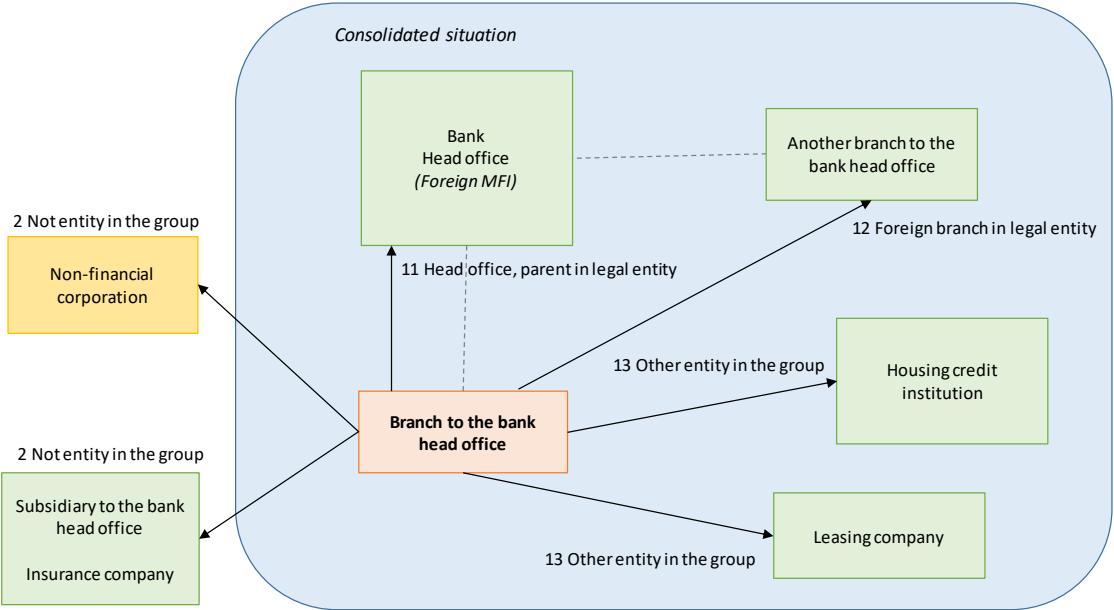 Consolidated situation
Bank
Head office
(Foreign MFI)
Another branch to the
bank head office
2 Not entity in the group
12 Foreign branch in legal entity
Non-financial
corporation
11 Head office, parent in legal entity
13 Other entity in the group
Housing credit
institution
Branch to the bank
head office
2 Not entity in the group
Subsidiary to the bank
head office
Insurance company
Leasing company
13 Other entity in the group